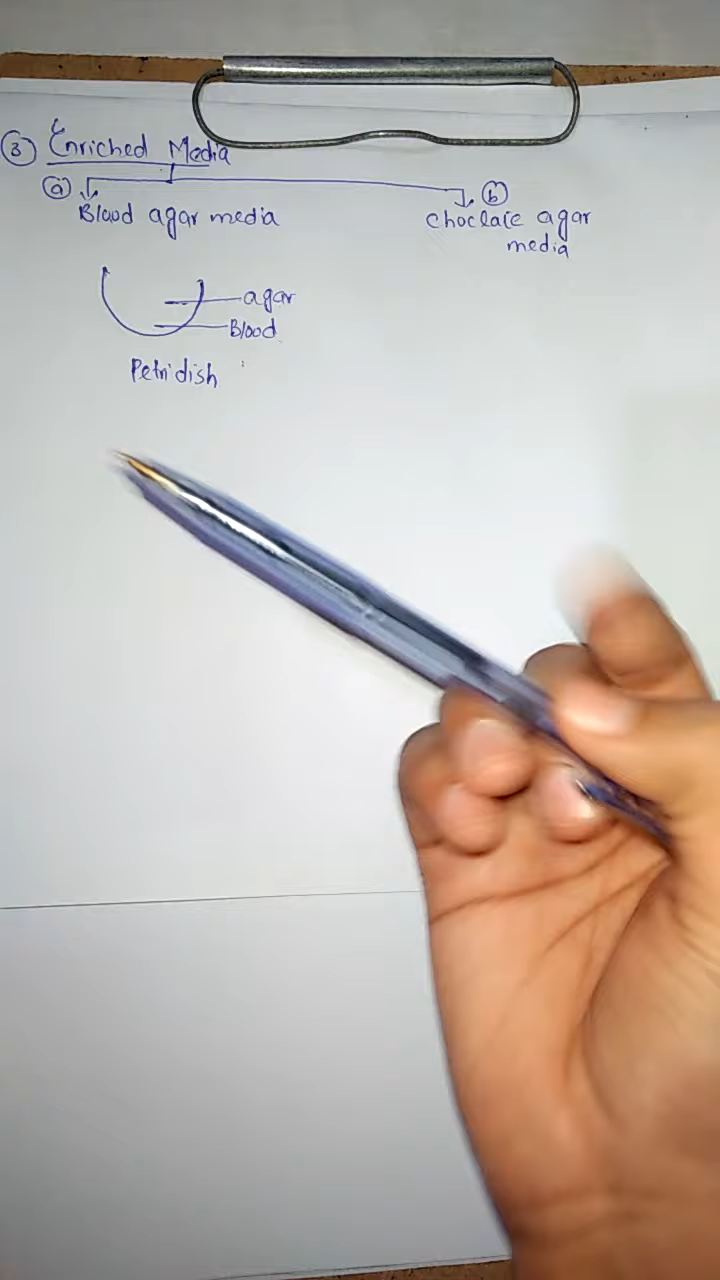 3 Enriched Media
a b
Blood agar media
Choclate agar
media
agar
Blood
Petridish